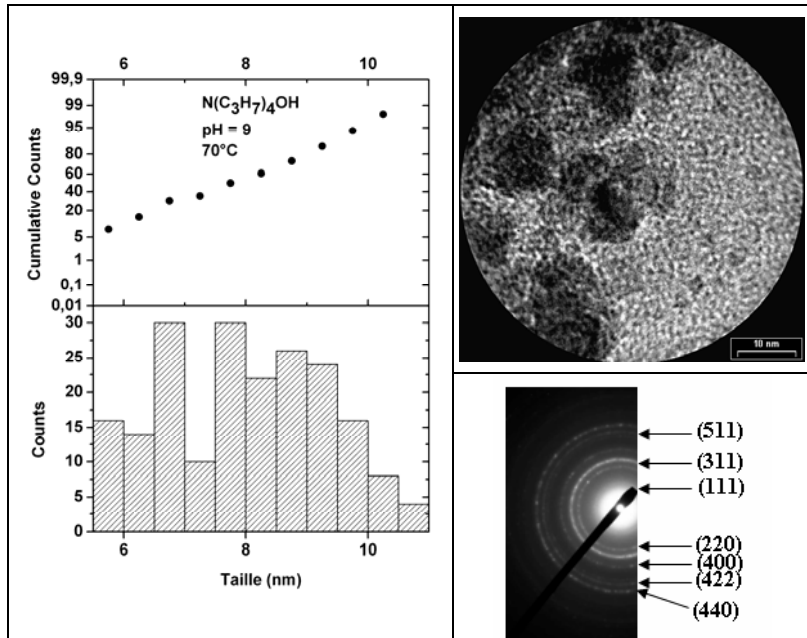 6 8 10
99,9
99
95
80
60
40
20
5
1
0,1
0,01
Cumulative Counts
N(C3H7)4OH
pH = 9
70°C
30
25
20
15
10
5
0
Counts
6 8 10
Taille (nm)
10 nm
(511)
(311)
(111)
(220)
(400)
(422)
(440)